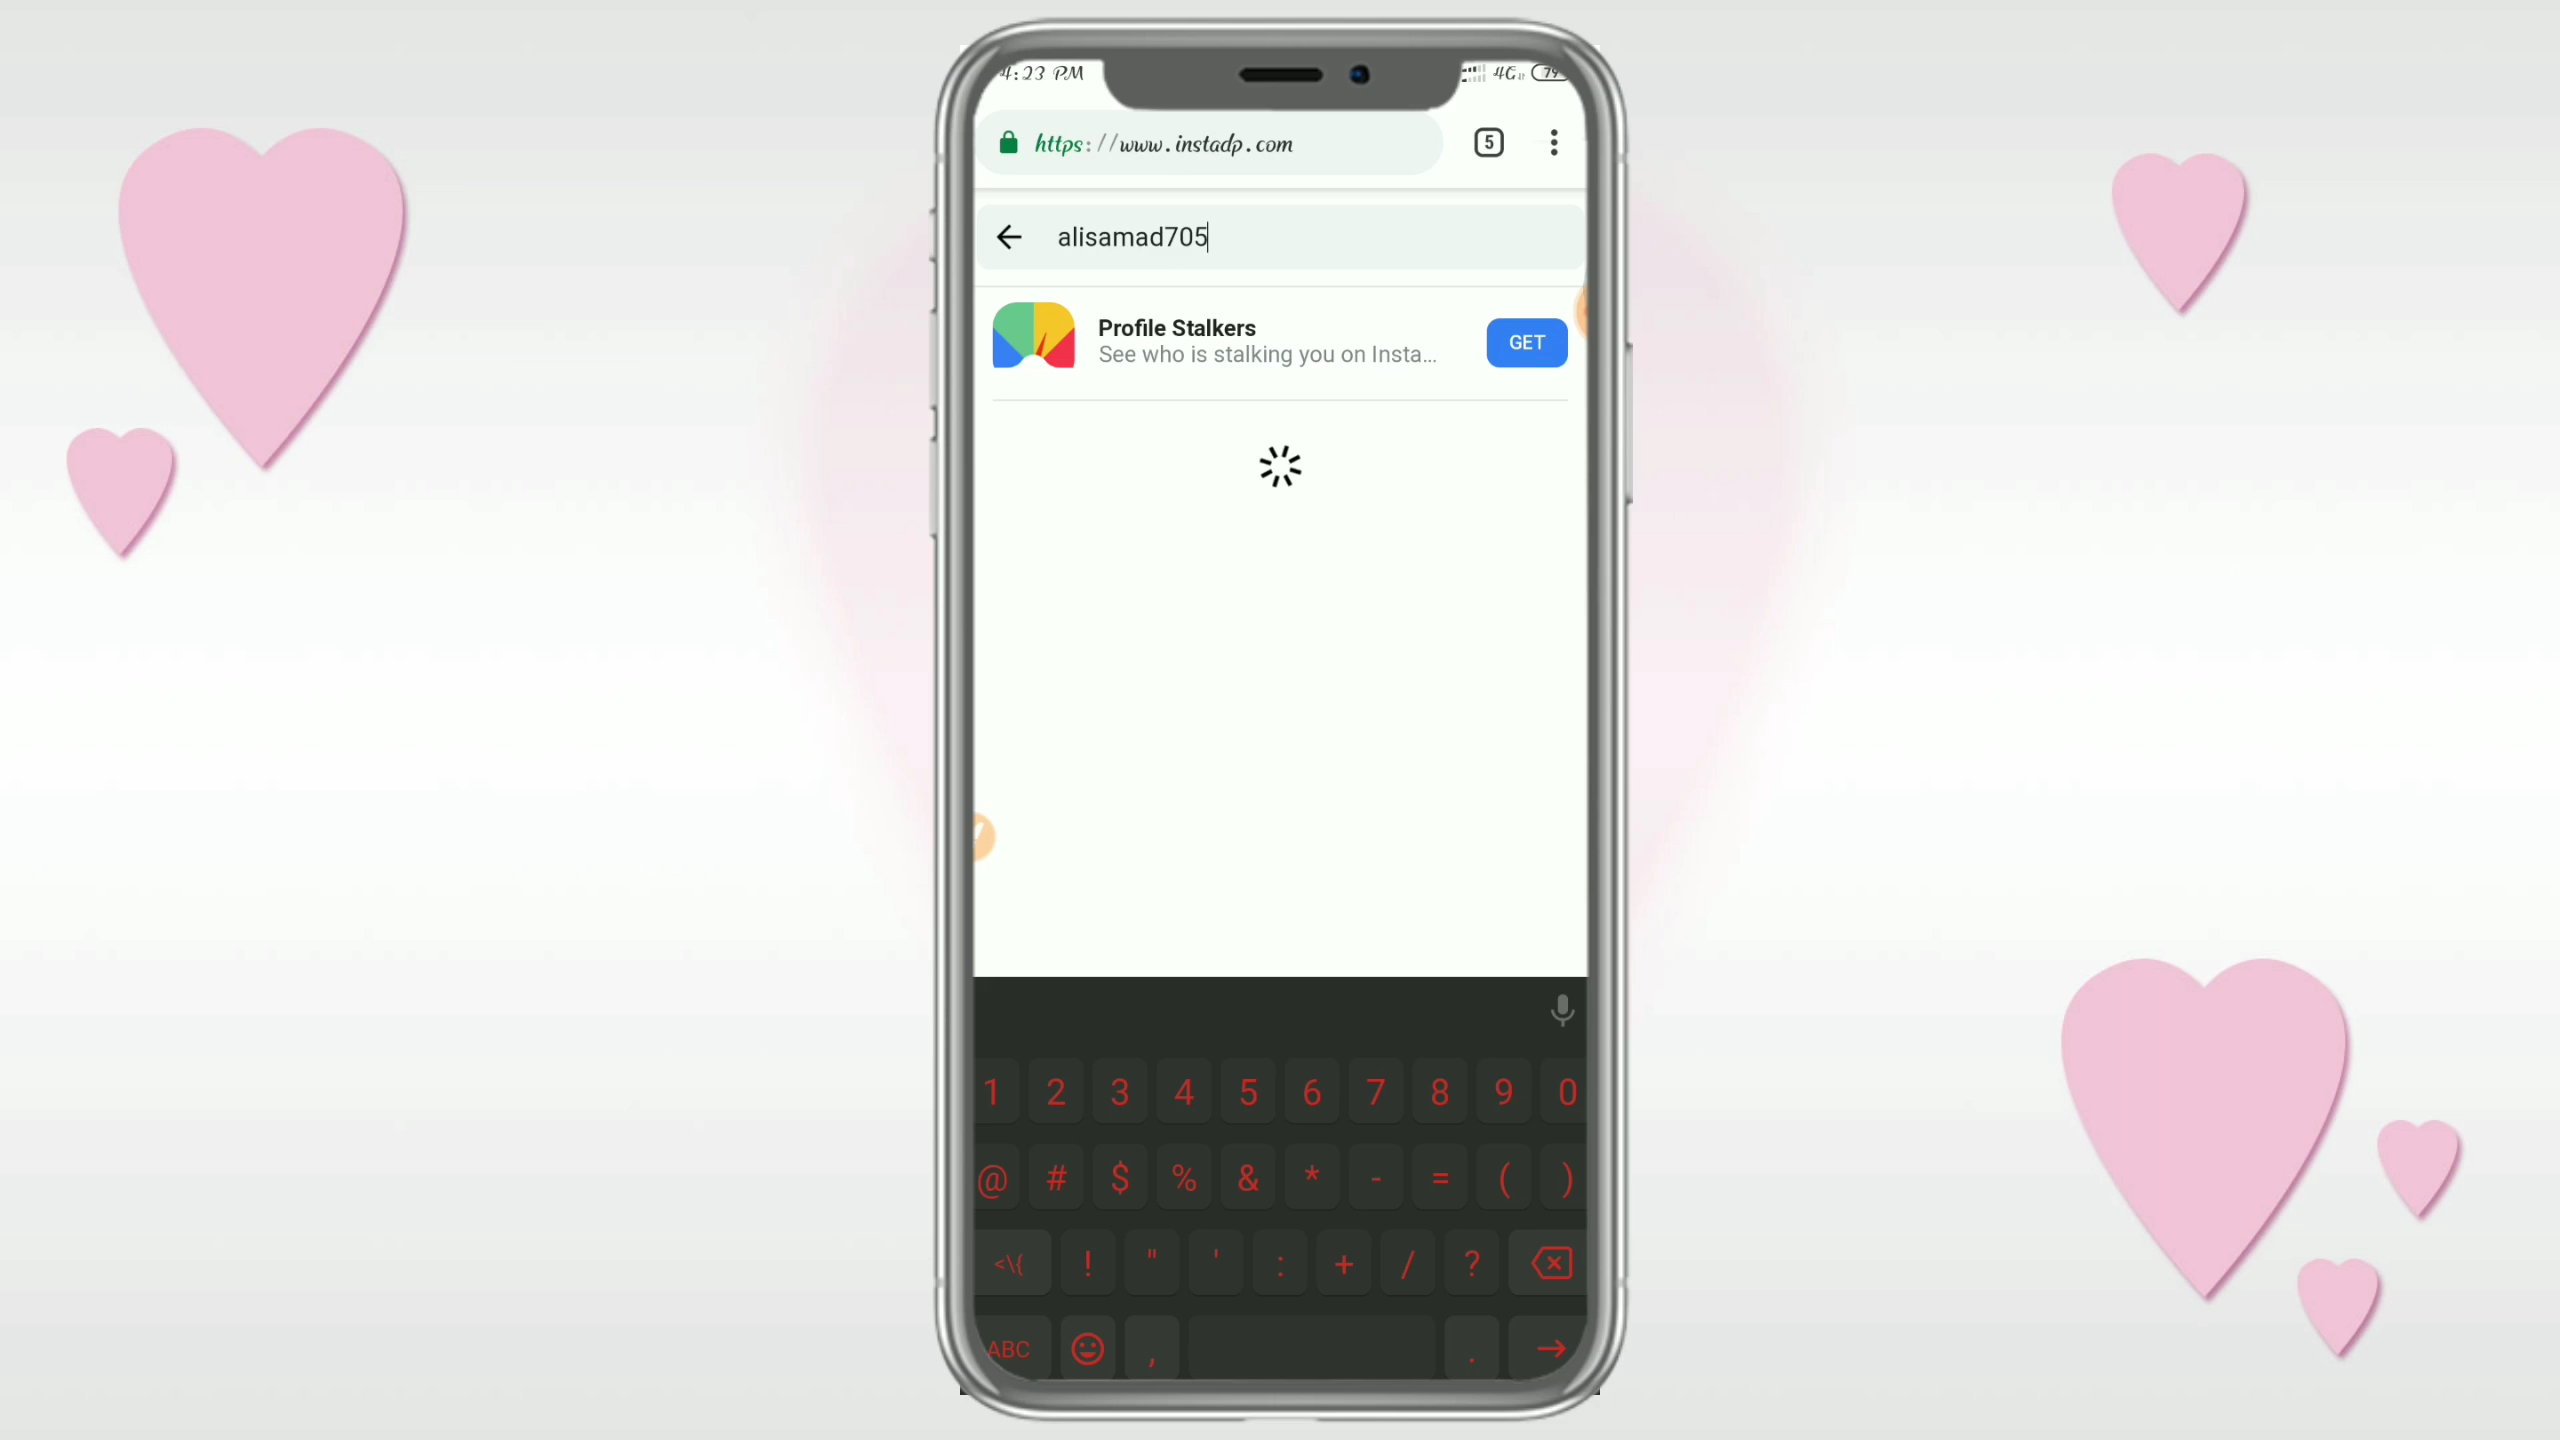 4:23 PM
4G 79
https://www.instadp.com
5
alisamad705
Profile Stalkers
See who is stalking you on Insta...
GET
1 2 3 4 5 6 7 8 9 0
@ # $ % & * - = ( )
<\{ ! " ' : + / ?
ABC , .